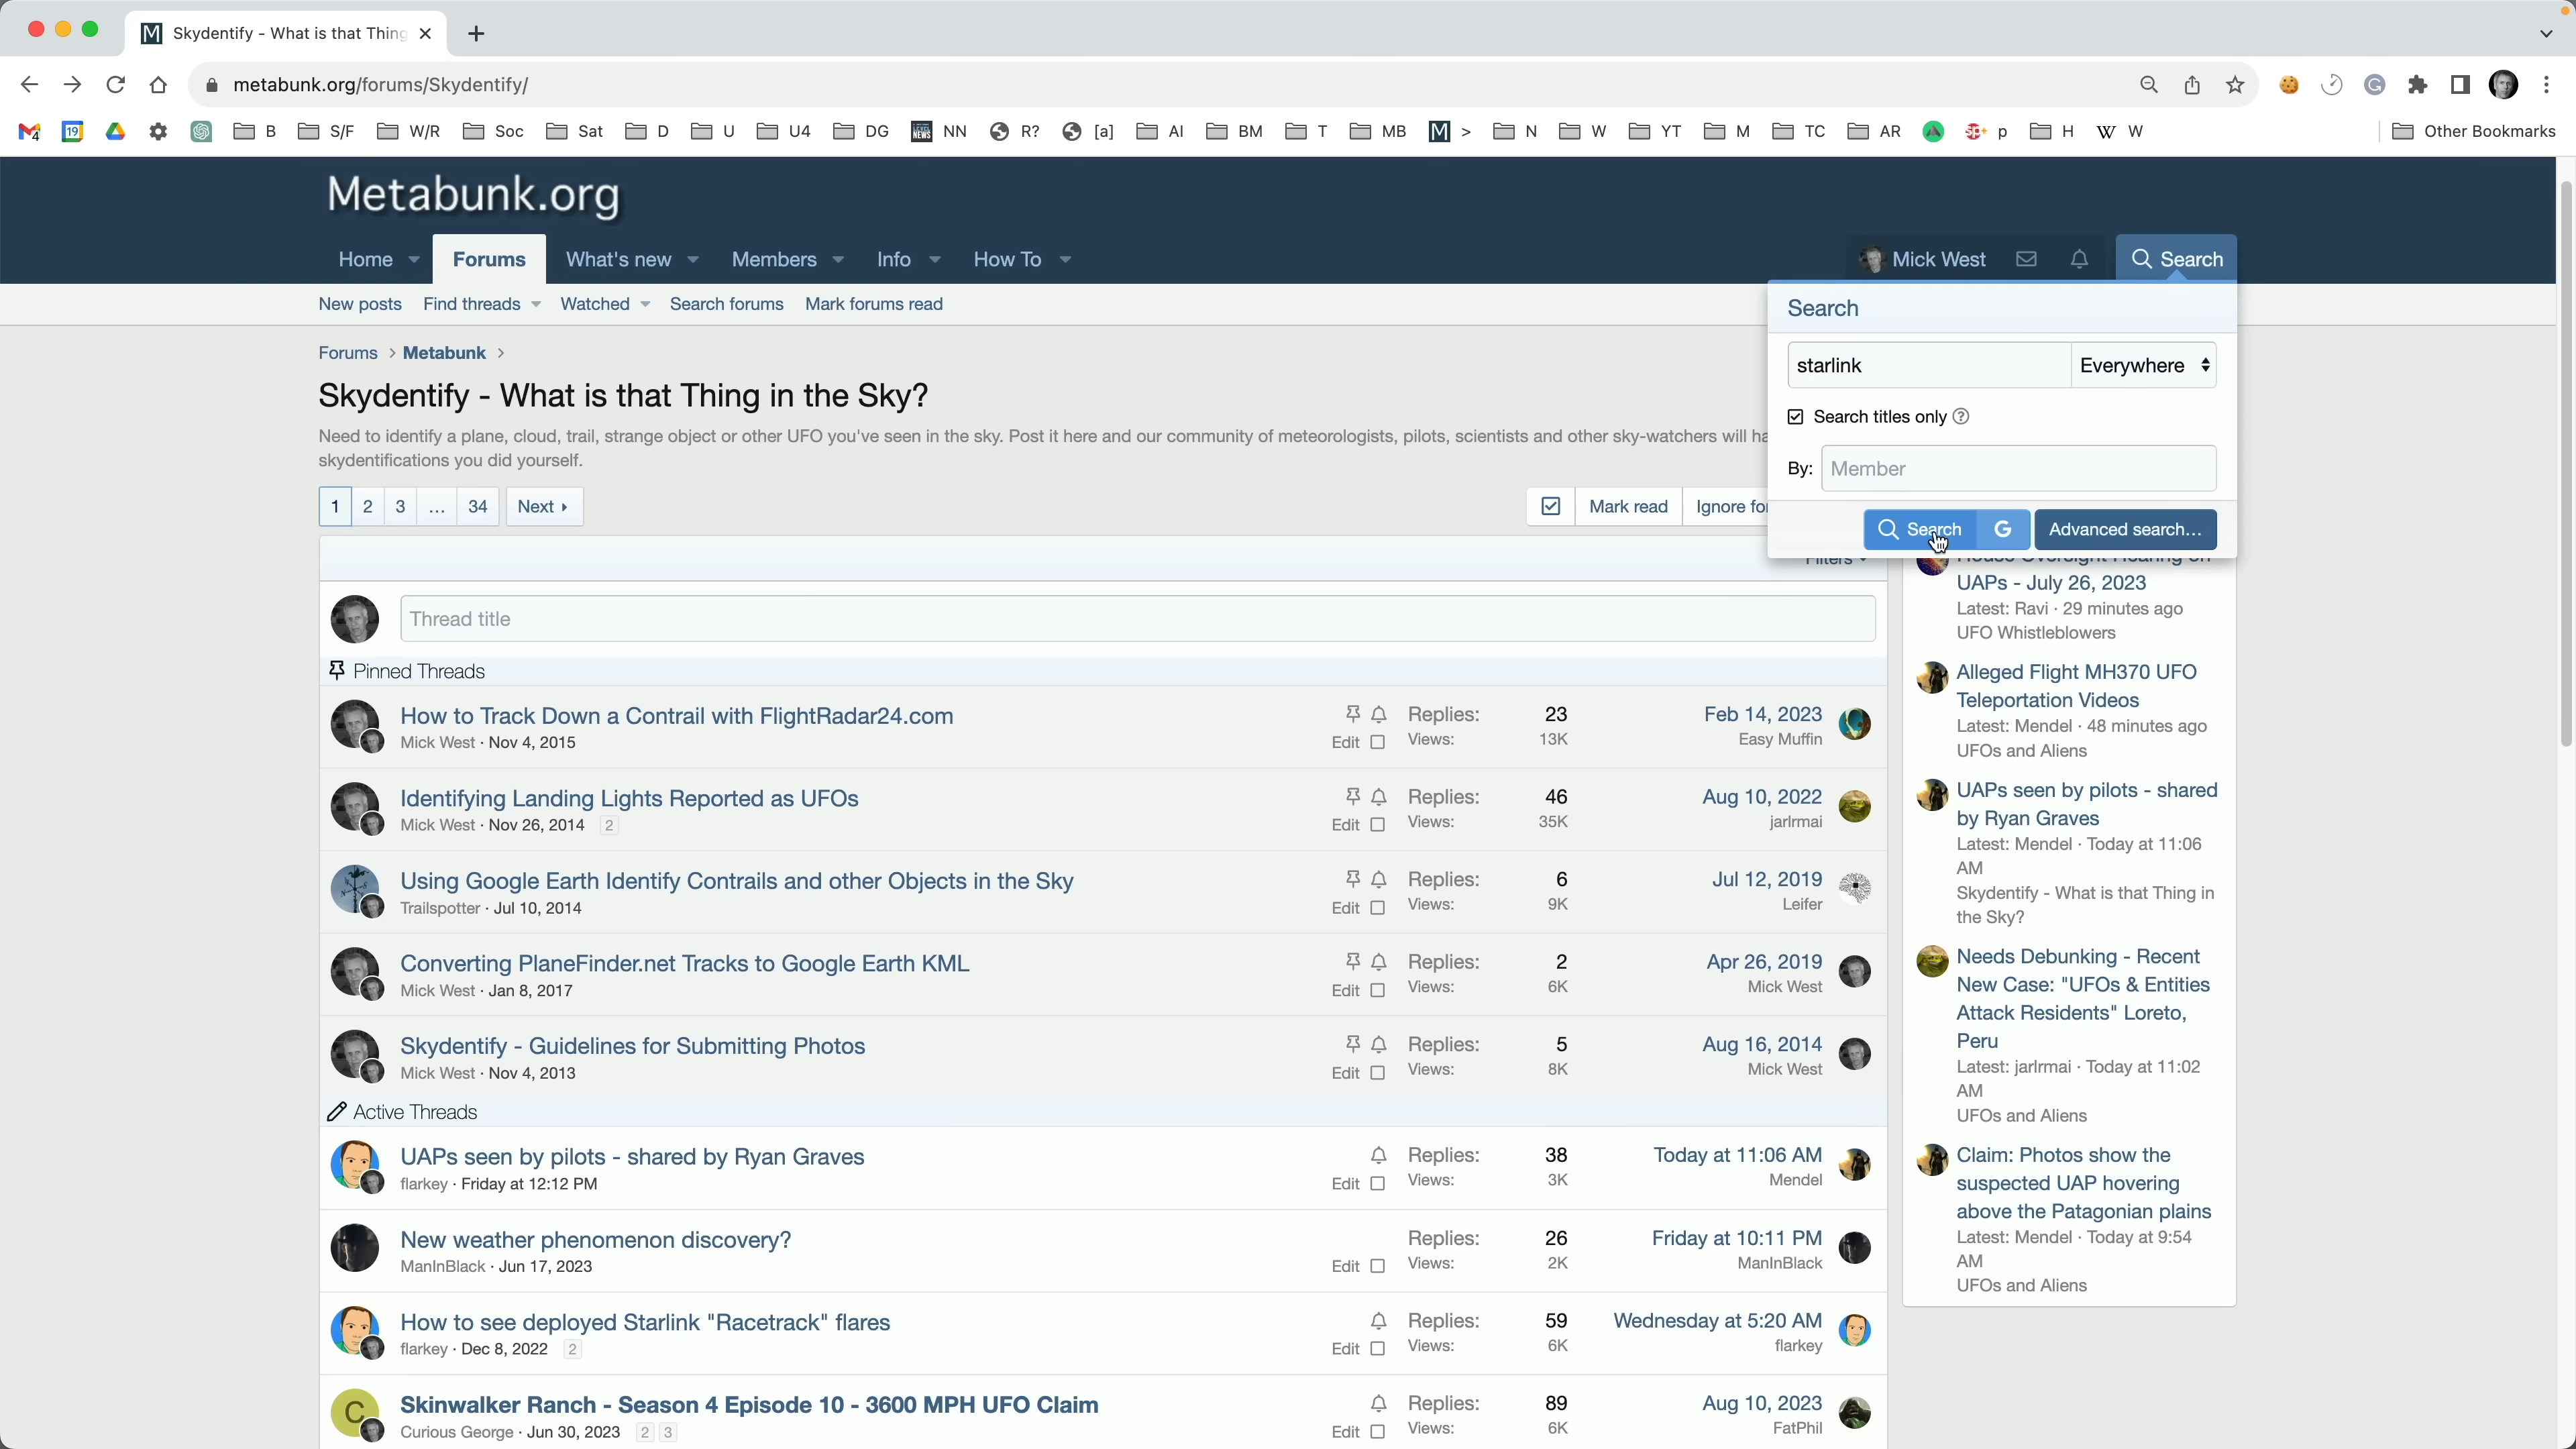 Skydentify - What is that Thing
metabunk.org/forums/Skydentify/
4 19 B S/F W/R Soc Sat D U U4 DG NN R? [a] AI BM T MB M > N W YT M TC AR p H W W Other Bookmarks
Metabunk.org
Home Forums What's new Members Info How To Mick West Search
New posts Find threads Watched Search forums Mark forums read
Search
starlink Everywhere
Search titles only
By: Member
Search G Advanced search…
Forums > Metabunk >
Skydentify - What is that Thing in the Sky?
Need to identify a plane, cloud, trail, strange object or other UFO you've seen in the sky. Post it here and our community of meteorologists, pilots, scientists and other sky-watchers will
skydentifications you did yourself.
1 2 3 … 34 Next
Mark read Ignore
Thread title
Pinned Threads
How to Track Down a Contrail with FlightRadar24.com
Mick West · Nov 4, 2015
Edit
Replies: 23
Views: 13K
Feb 14, 2023
Easy Muffin
Identifying Landing Lights Reported as UFOs
Mick West · Nov 26, 2014 2
Edit
Replies: 46
Views: 35K
Aug 10, 2022
jarlrmai
Using Google Earth Identify Contrails and other Objects in the Sky
Trailspotter · Jul 10, 2014
Edit
Replies: 6
Views: 9K
Jul 12, 2019
Leifer
Converting PlaneFinder.net Tracks to Google Earth KML
Mick West · Jan 8, 2017
Edit
Replies: 2
Views: 6K
Apr 26, 2019
Mick West
Skydentify - Guidelines for Submitting Photos
Mick West · Nov 4, 2013
Edit
Replies: 5
Views: 8K
Aug 16, 2014
Mick West
Active Threads
UAPs seen by pilots - shared by Ryan Graves
flarkey · Friday at 12:12 PM
Edit
Replies: 38
Views: 3K
Today at 11:06 AM
Mendel
New weather phenomenon discovery?
ManInBlack · Jun 17, 2023
Edit
Replies: 26
Views: 2K
Friday at 10:11 PM
ManInBlack
How to see deployed Starlink "Racetrack" flares
flarkey · Dec 8, 2022 2
Edit
Replies: 59
Views: 6K
Wednesday at 5:20 AM
flarkey
C
Skinwalker Ranch - Season 4 Episode 10 - 3600 MPH UFO Claim
Curious George · Jun 30, 2023 2 3
Edit
Replies: 89
Views: 6K
Aug 10, 2023
FatPhil
UAPs - July 26, 2023
Latest: Ravi · 29 minutes ago
UFO Whistleblowers
Alleged Flight MH370 UFO
Teleportation Videos
Latest: Mendel · 48 minutes ago
UFOs and Aliens
UAPs seen by pilots - shared
by Ryan Graves
Latest: Mendel · Today at 11:06
AM
Skydentify - What is that Thing in
the Sky?
Needs Debunking - Recent
New Case: "UFOs & Entities
Attack Residents" Loreto,
Peru
Latest: jarlrmai · Today at 11:02
AM
UFOs and Aliens
Claim: Photos show the
suspected UAP hovering
above the Patagonian plains
Latest: Mendel · Today at 9:54
AM
UFOs and Aliens